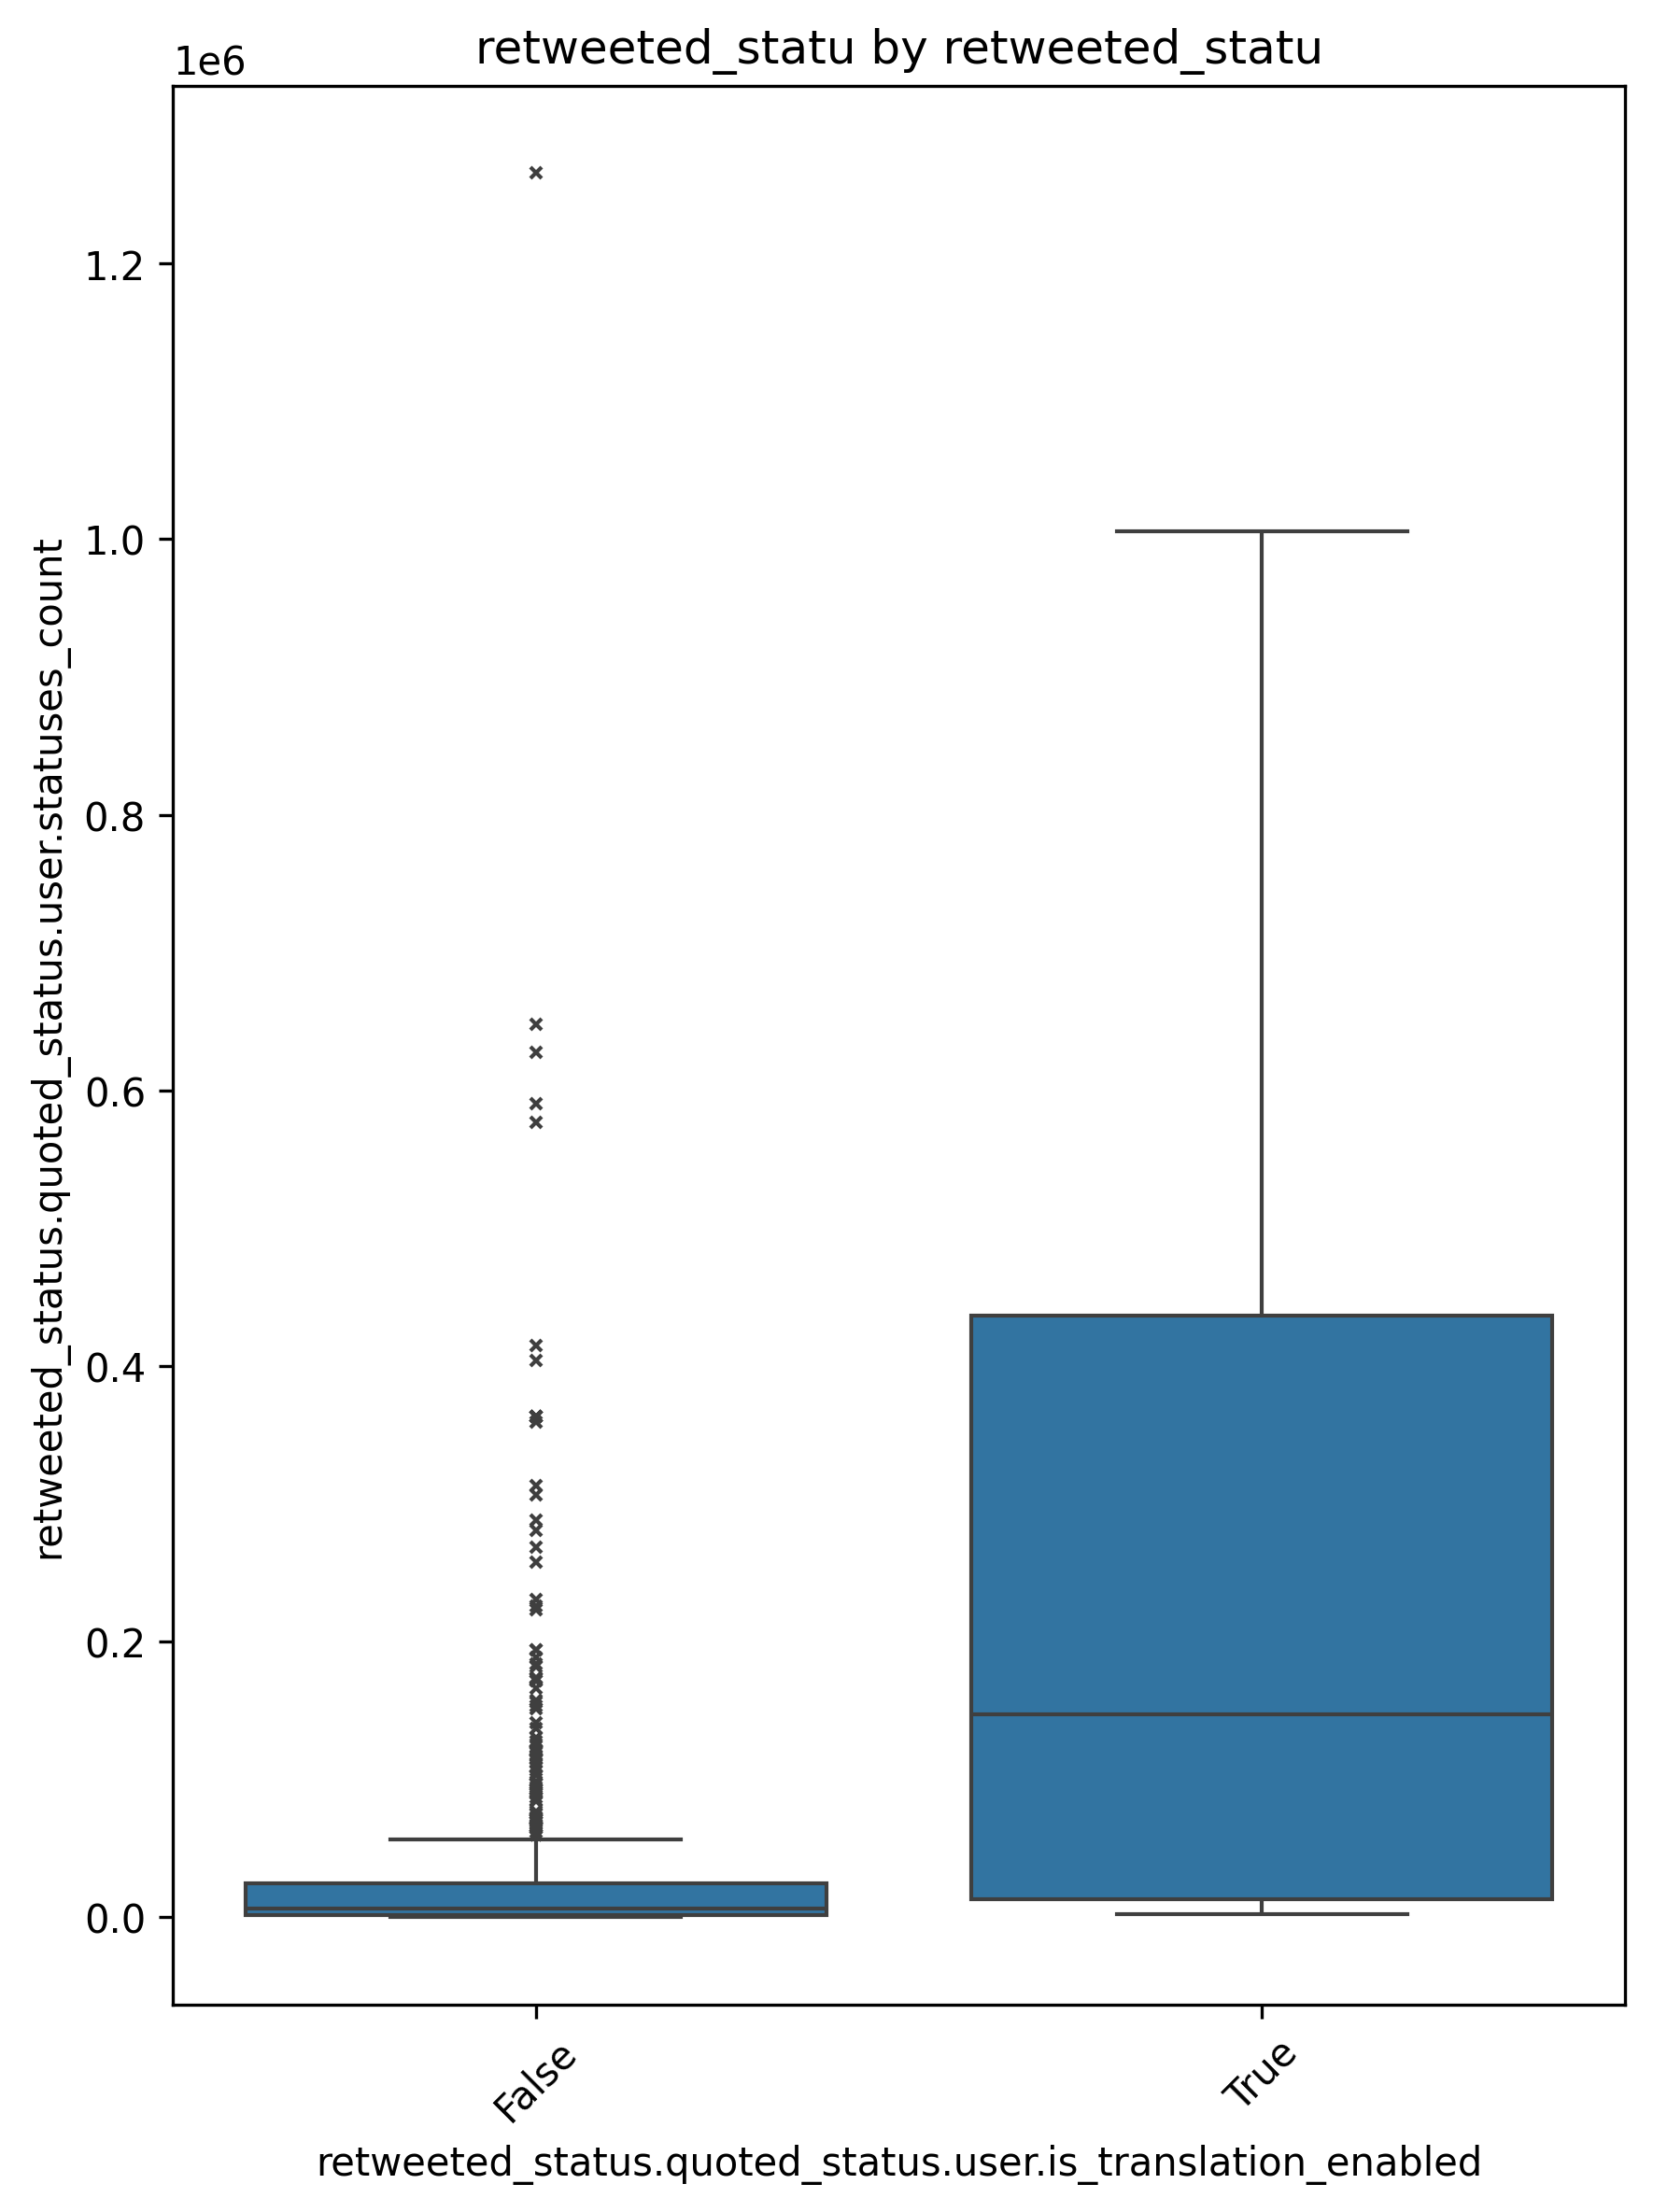 retweeted_statu by retweeted_statu
1e6
1.2
1.0
0.8
0.6
0.4
0.2
0.0
retweeted_status.quoted_status.user.statuses_count
False
True
retweeted_status.quoted_status.user.is_translation_enabled